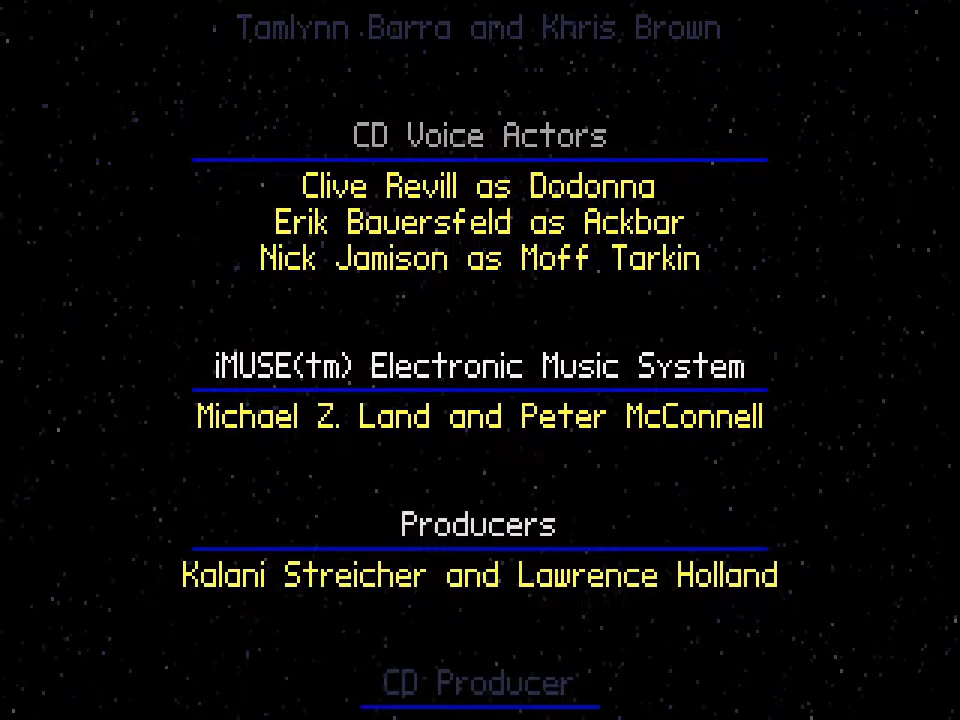 Tamlynn Barra and Khris Brown
CD Voice Actors
Clive Revill as Dodonna
Erik Bauersfeld as Ackbar
Nick Jamison as Moff Tarkin
iMUSE(tm) Electronic Music System
Michael Z. Land and Peter McConnell
Producers
Kalani Streicher and Lawrence Holland
CD Producer